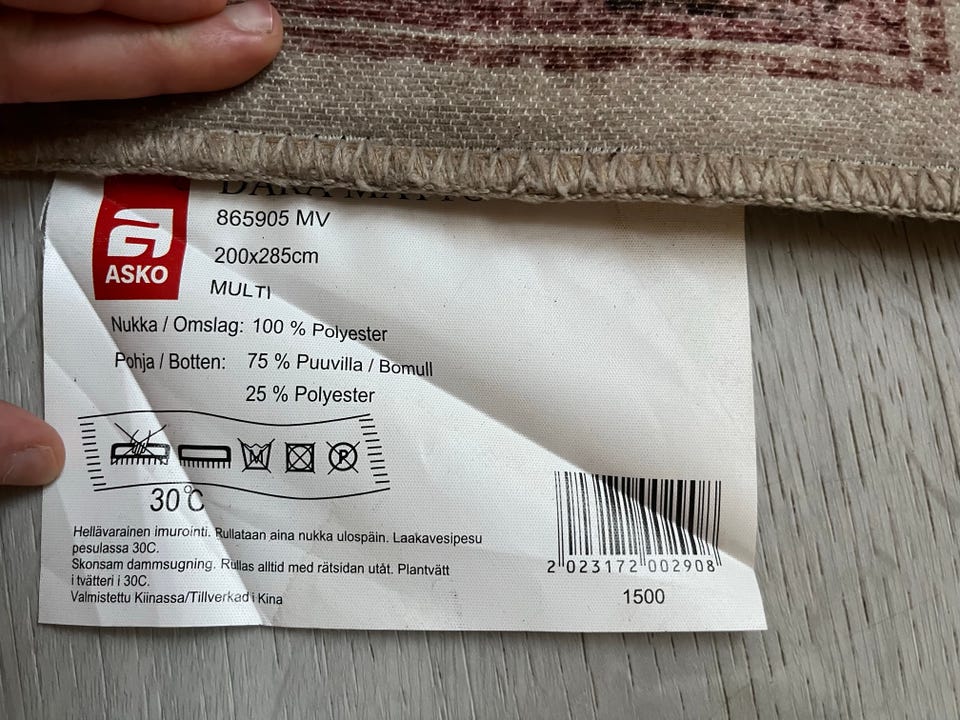 ASKO
865905 MV
200x285cm
MULTI
Nukka / Omslag: 100 % Polyester
Pohja / Botten: 75 % Puuvilla / Bomull
25 % Polyester
30°C
Hellävarainen imurointi. Rullataan aina nukka ulospäin. Laakavesipesu
pesulassa 30C.
Skonsam dammsugning. Rullas alltid med rätsidan utåt. Plantvätt
i tvätteri i 30C.
Valmistettu Kiinassa/Tillverkad i Kina
2 023172 002908
1500